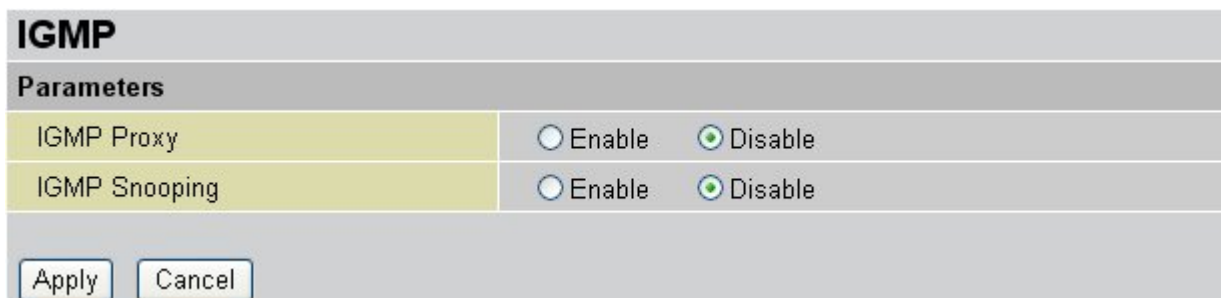 IGMP
Parameters
IGMP Proxy Enable Disable
IGMP Snooping Enable Disable
Apply Cancel